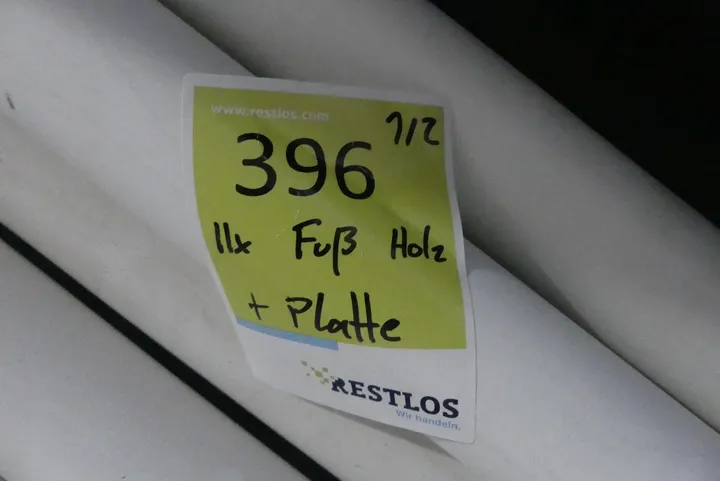 www.restlos.com
1/2
396
11x Fuß Holz
+ Platte
RESTLOS
Wir handeln.